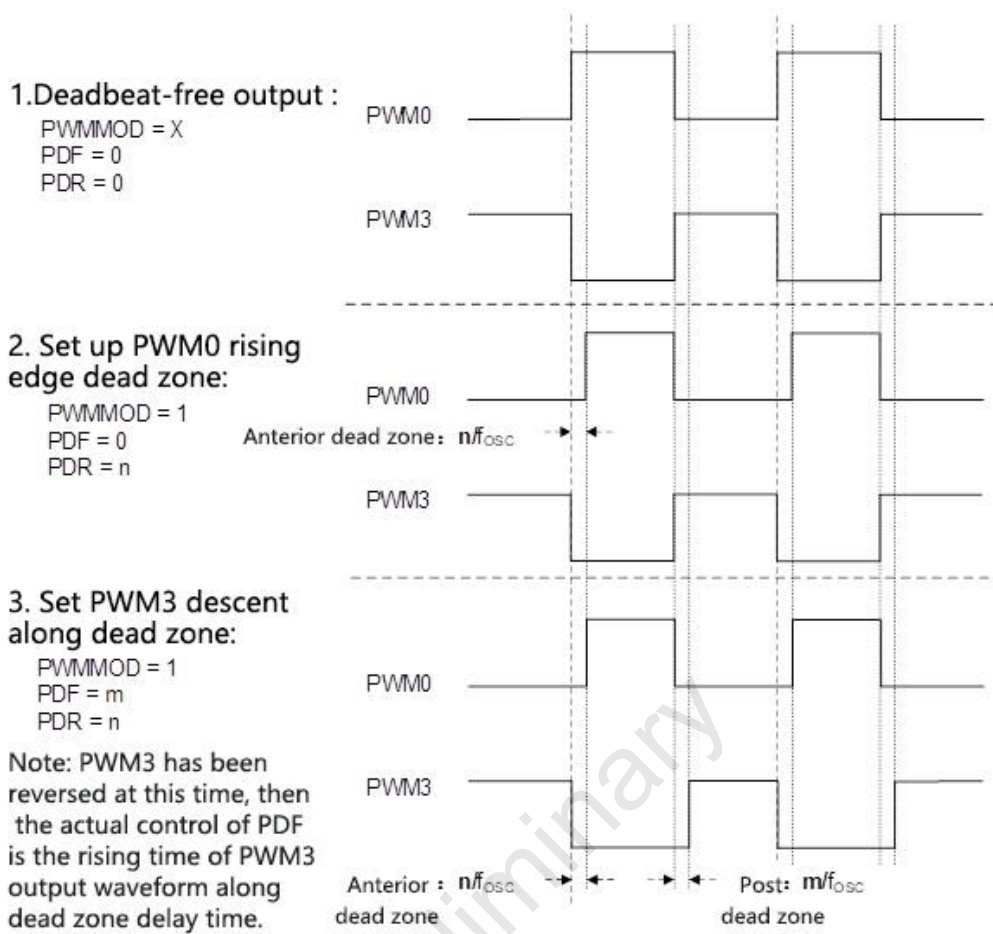 1.Deadbeat-free output :
PWMMOD = X
PDF = 0
PDR = 0
PWM0
PWM3
2. Set up PWM0 rising
edge dead zone:
PWMMOD = 1
PDF = 0
PDR = n
PWM0
Anterior dead zone: n/fosc
PWM3
3. Set PWM3 descent
along dead zone:
PWMMOD = 1
PDF = m
PDR = n
Note: PWM3 has been
reversed at this time, then
the actual control of PDF
is the rising time of PWM3
output waveform along
dead zone delay time.
PWM0
PWM3
Anterior : n/fosc
dead zone
Post: m/fosc
dead zone